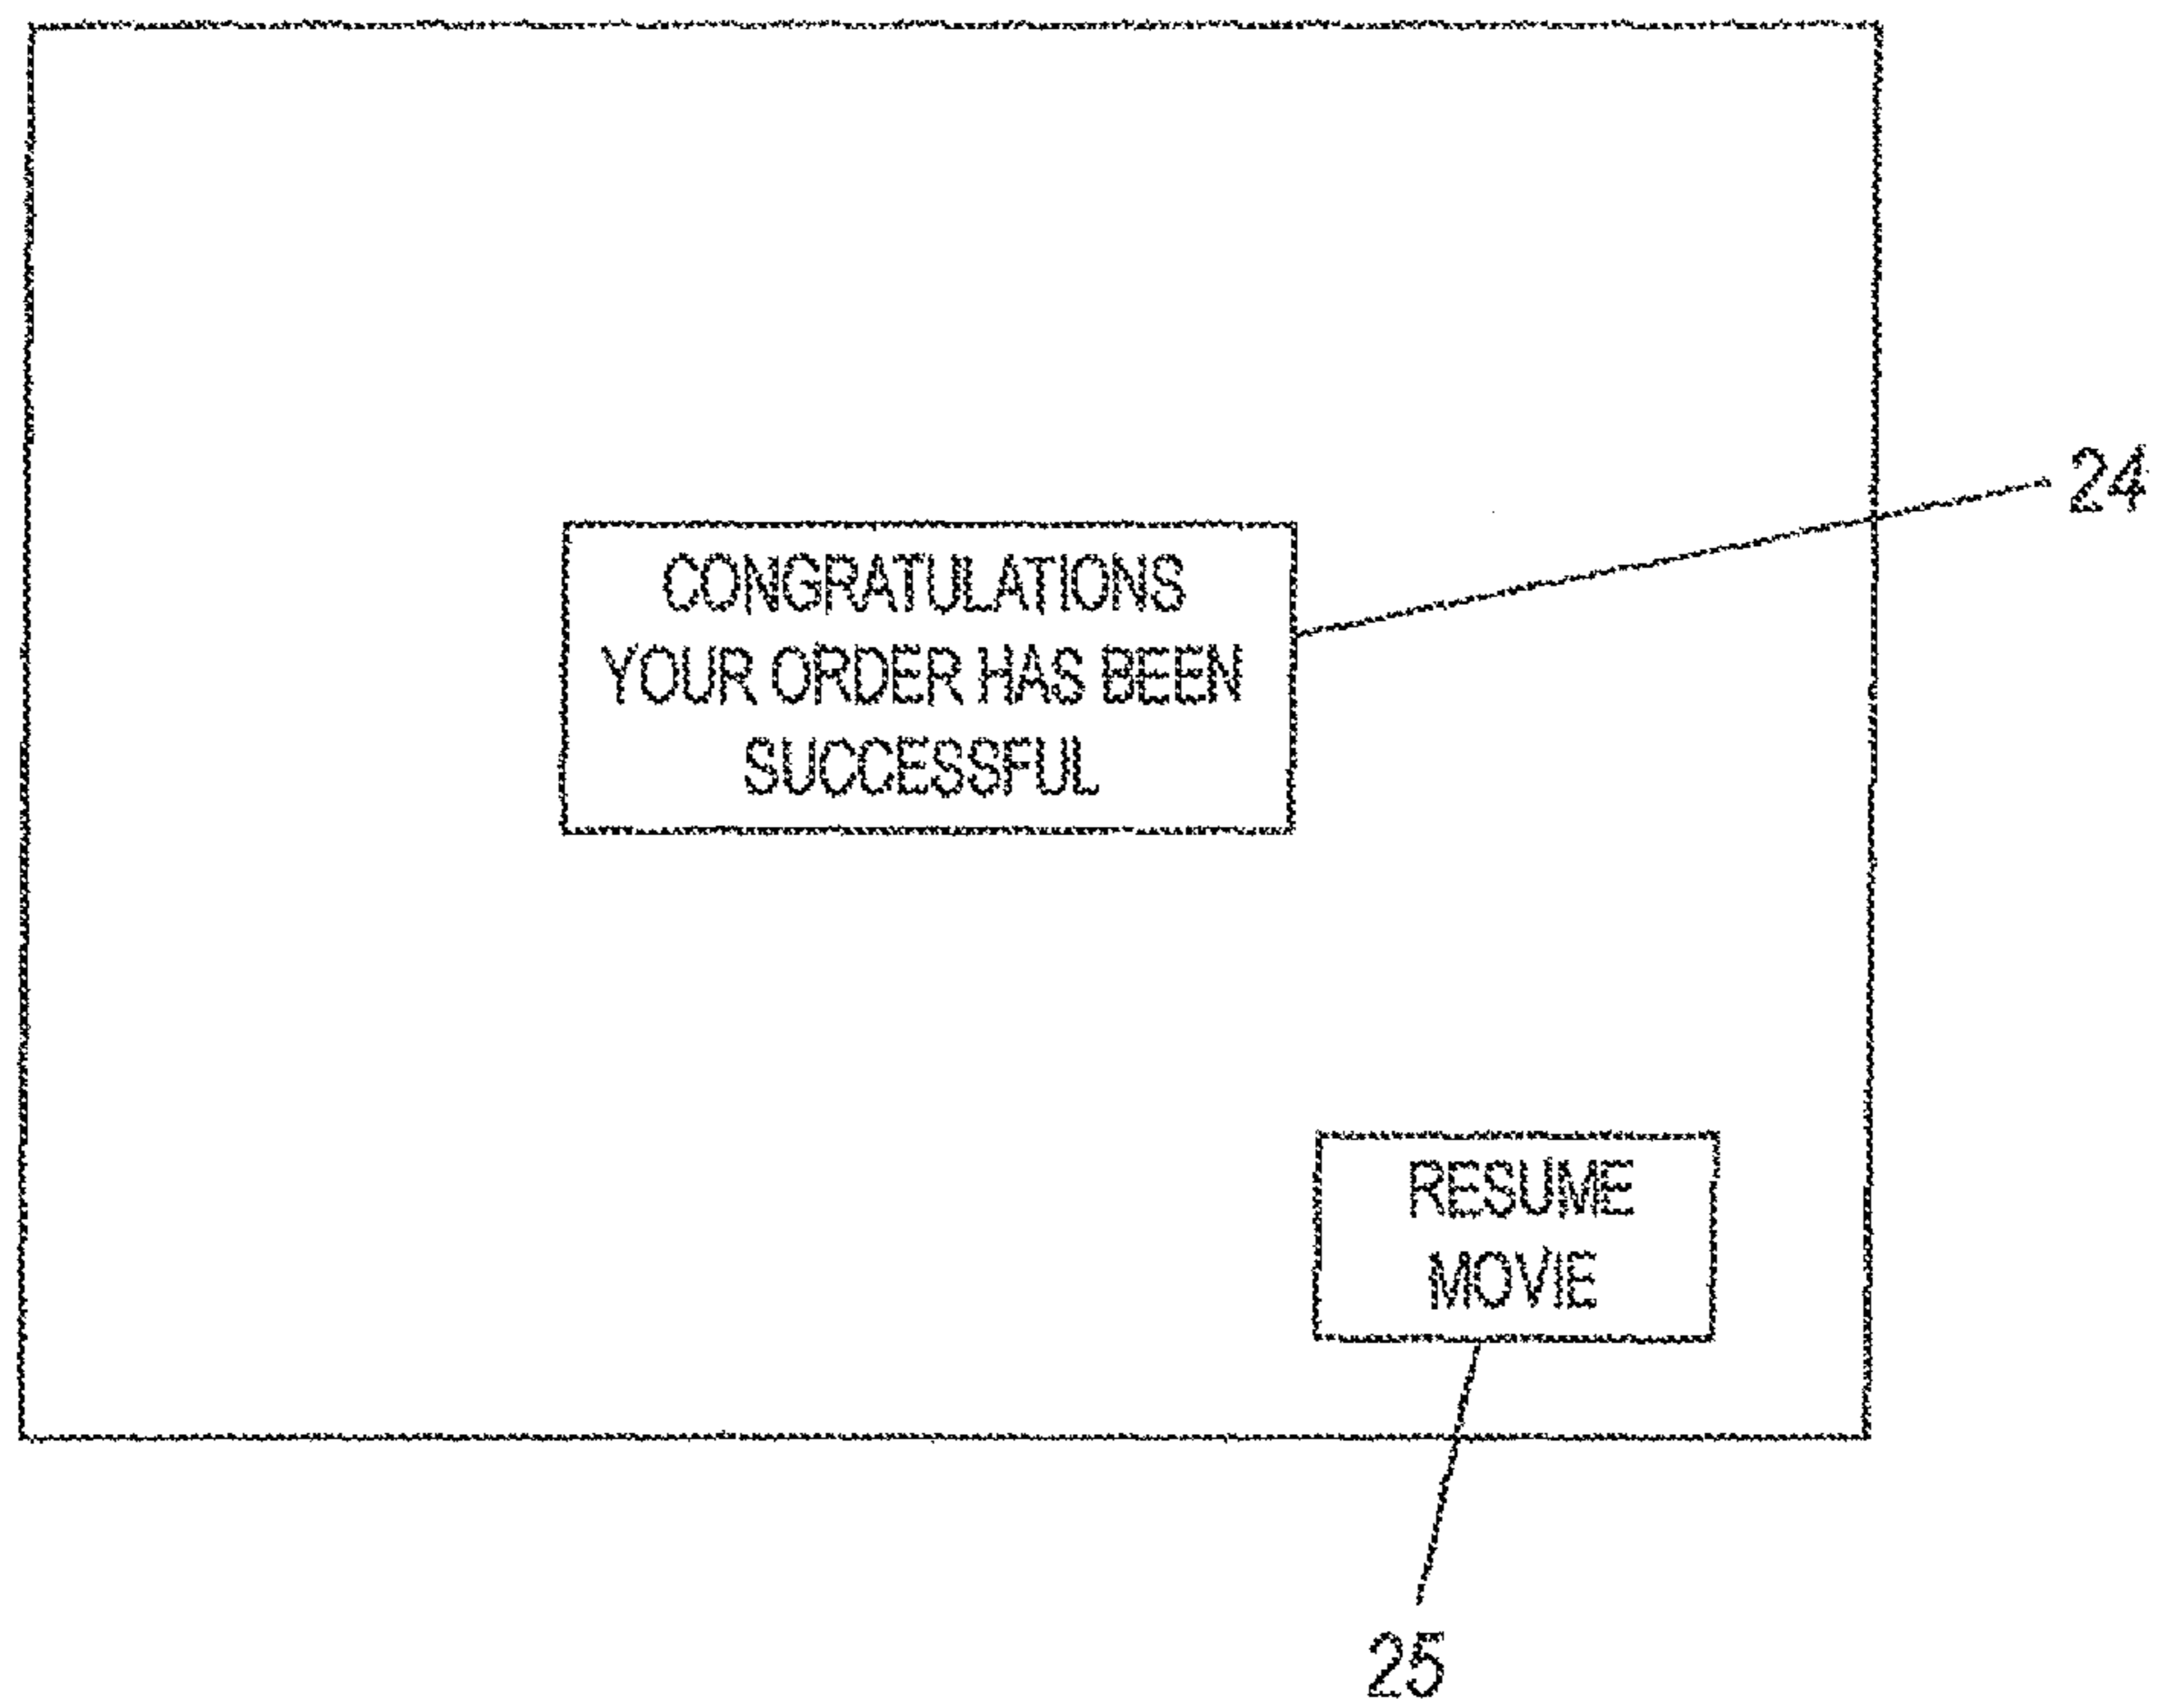 24
CONGRATULATIONS
YOUR ORDER HAS BEEN
SUCCESSFUL
RESUME
MOVIE
25